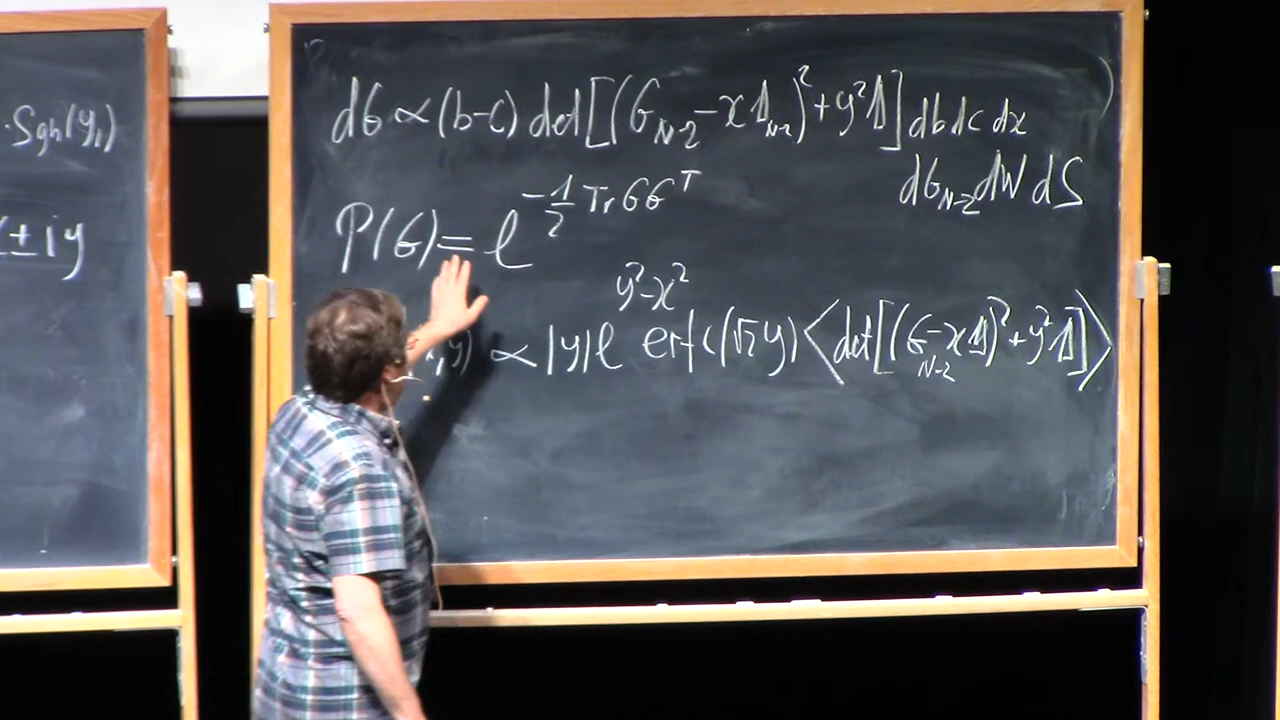 ·Sgn(y₁)
± i y
dG ∝ (b-c) det[(G_{N-2} - x𝟙_{N-2})² + y²𝟙] db dc dx
dG_{N-2} dW dS
P(G) = e^{-1/2 Tr GG^T}
,y) ∝ |y| e^{y²-x²} erfc(√2 y) ⟨det[(G_{N-2} - x𝟙)² + y²𝟙]⟩